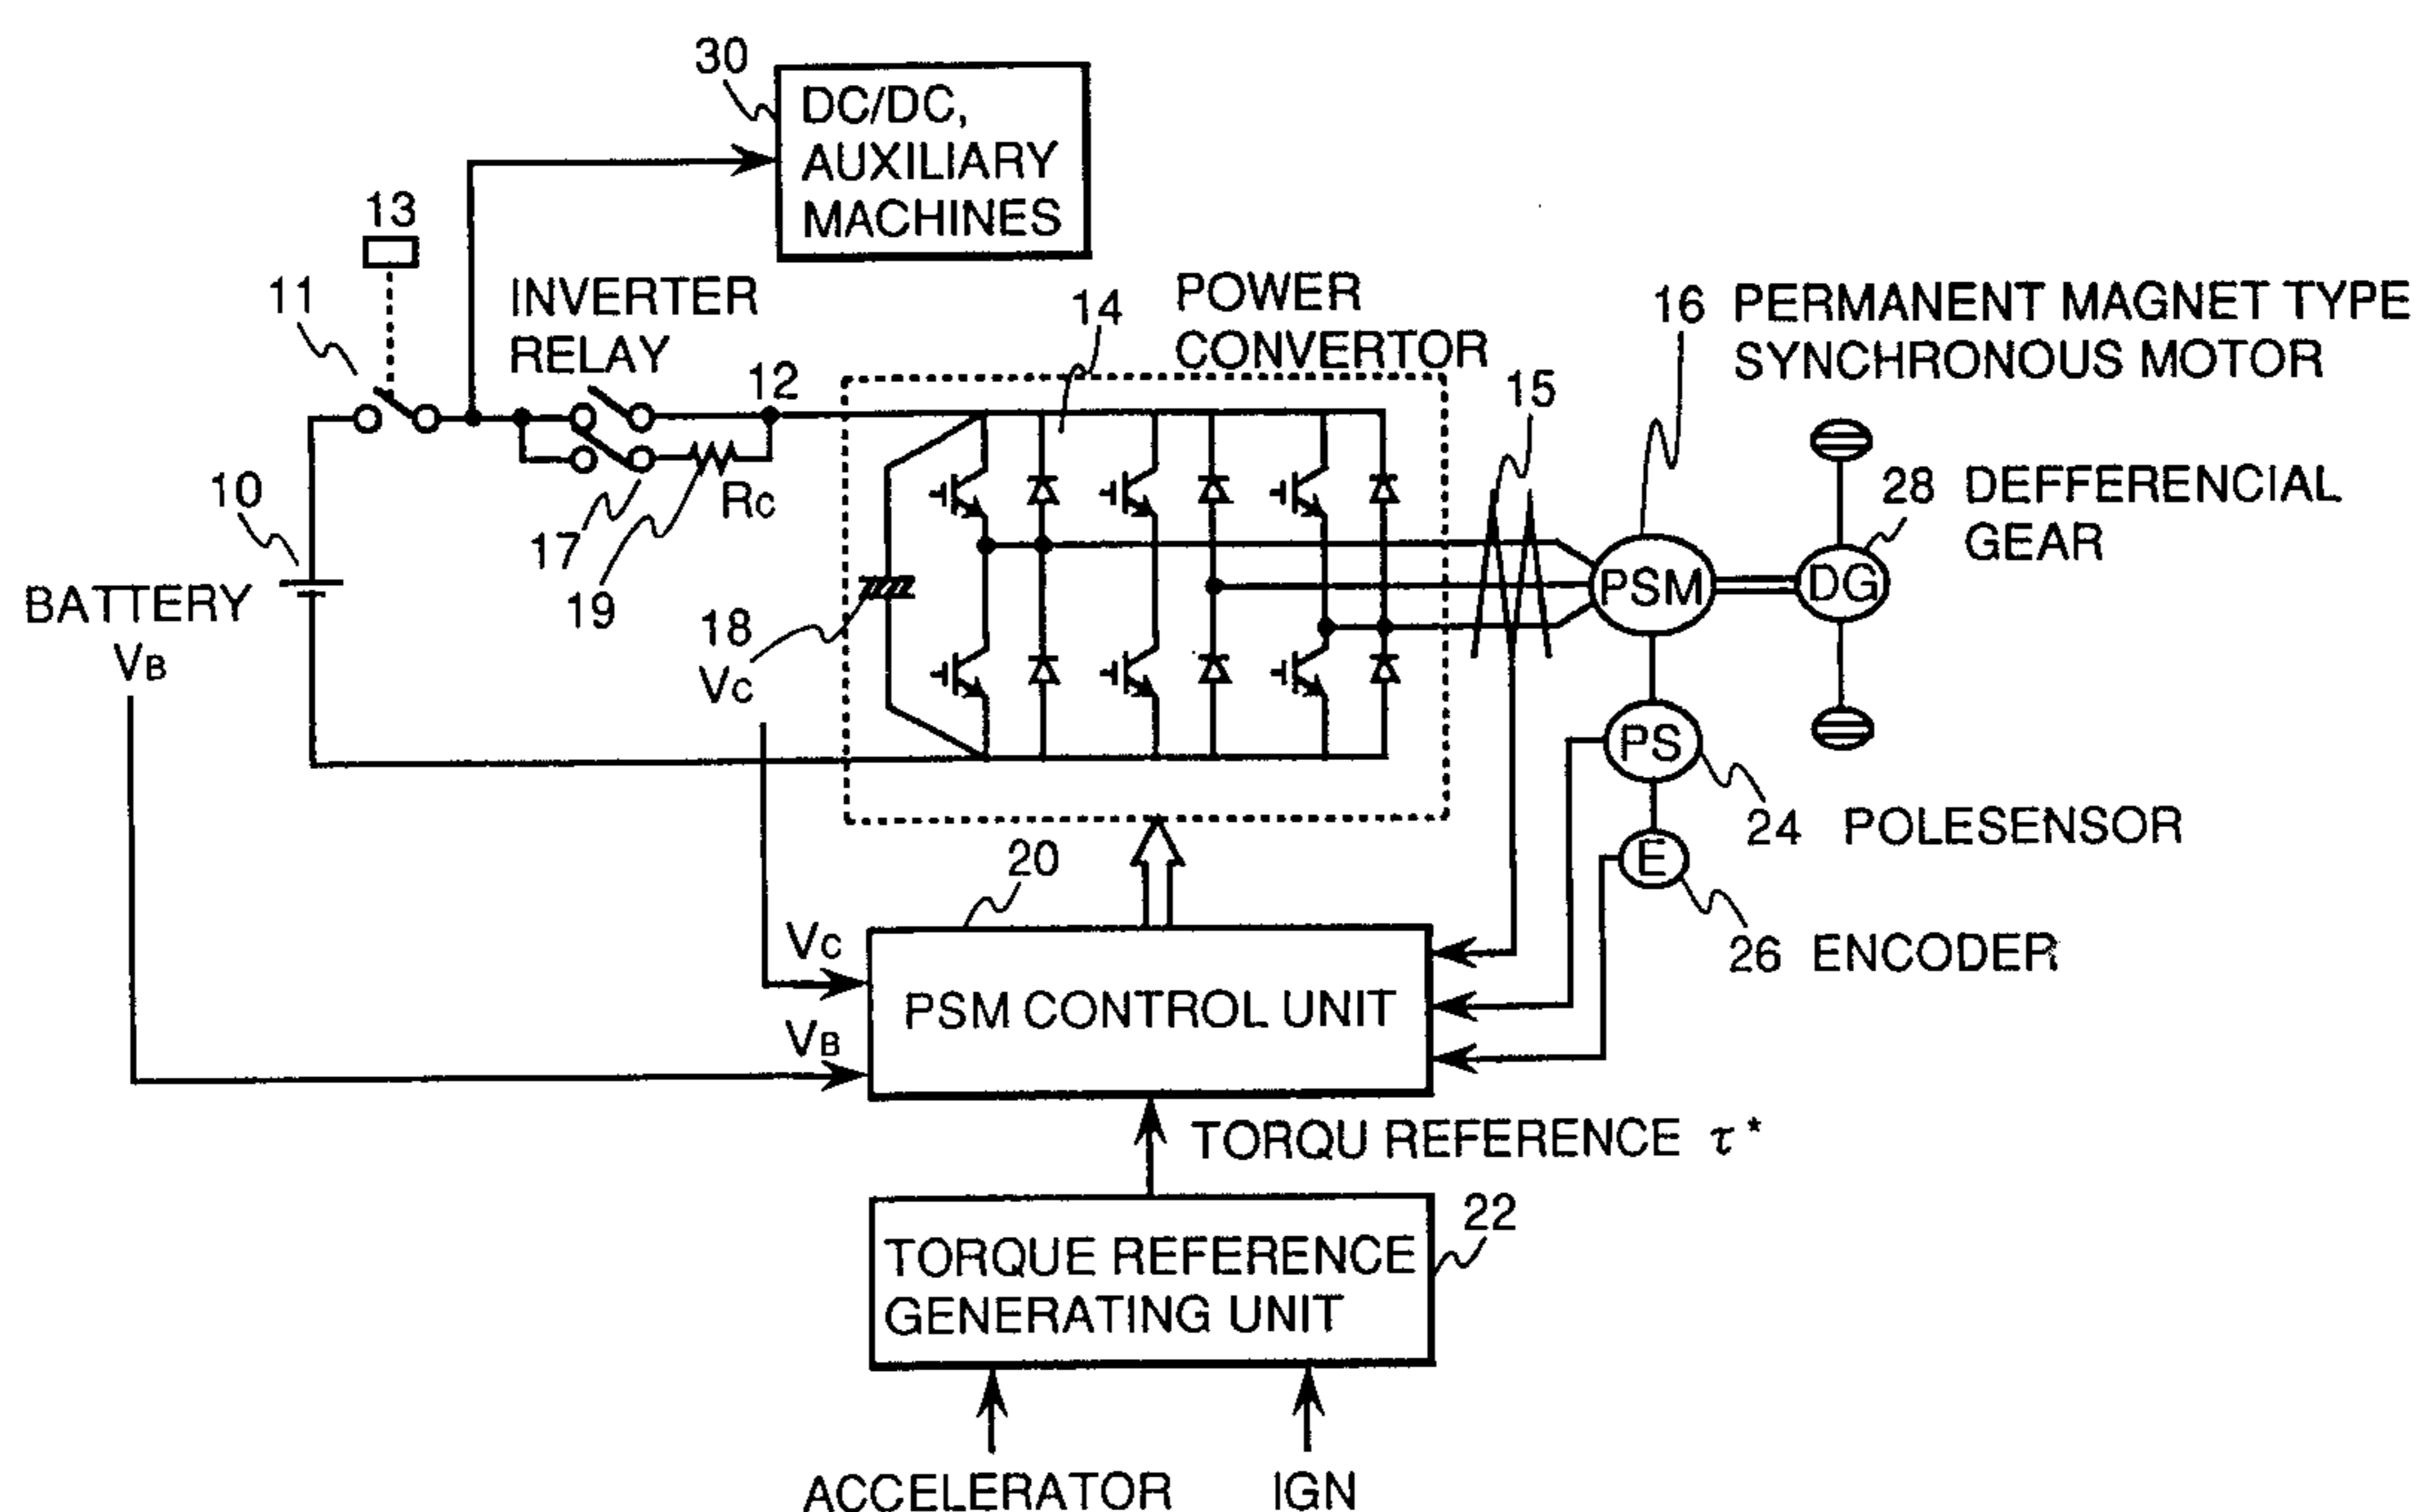 30
DC/DC,
AUXILIARY
MACHINES
13
11
INVERTER
RELAY
12
14
POWER
CONVERTOR
15
16 PERMANENT MAGNET TYPE
SYNCHRONOUS MOTOR
10
BATTERY
VB
17
19
RC
18
VC
PSM
DG
28 DEFFERENCIAL
GEAR
PS
24 POLESENSOR
E
26 ENCODER
20
VC
VB
PSM CONTROL UNIT
TORQU REFERENCE τ*
22
TORQUE REFERENCE
GENERATING UNIT
ACCELERATOR
IGN